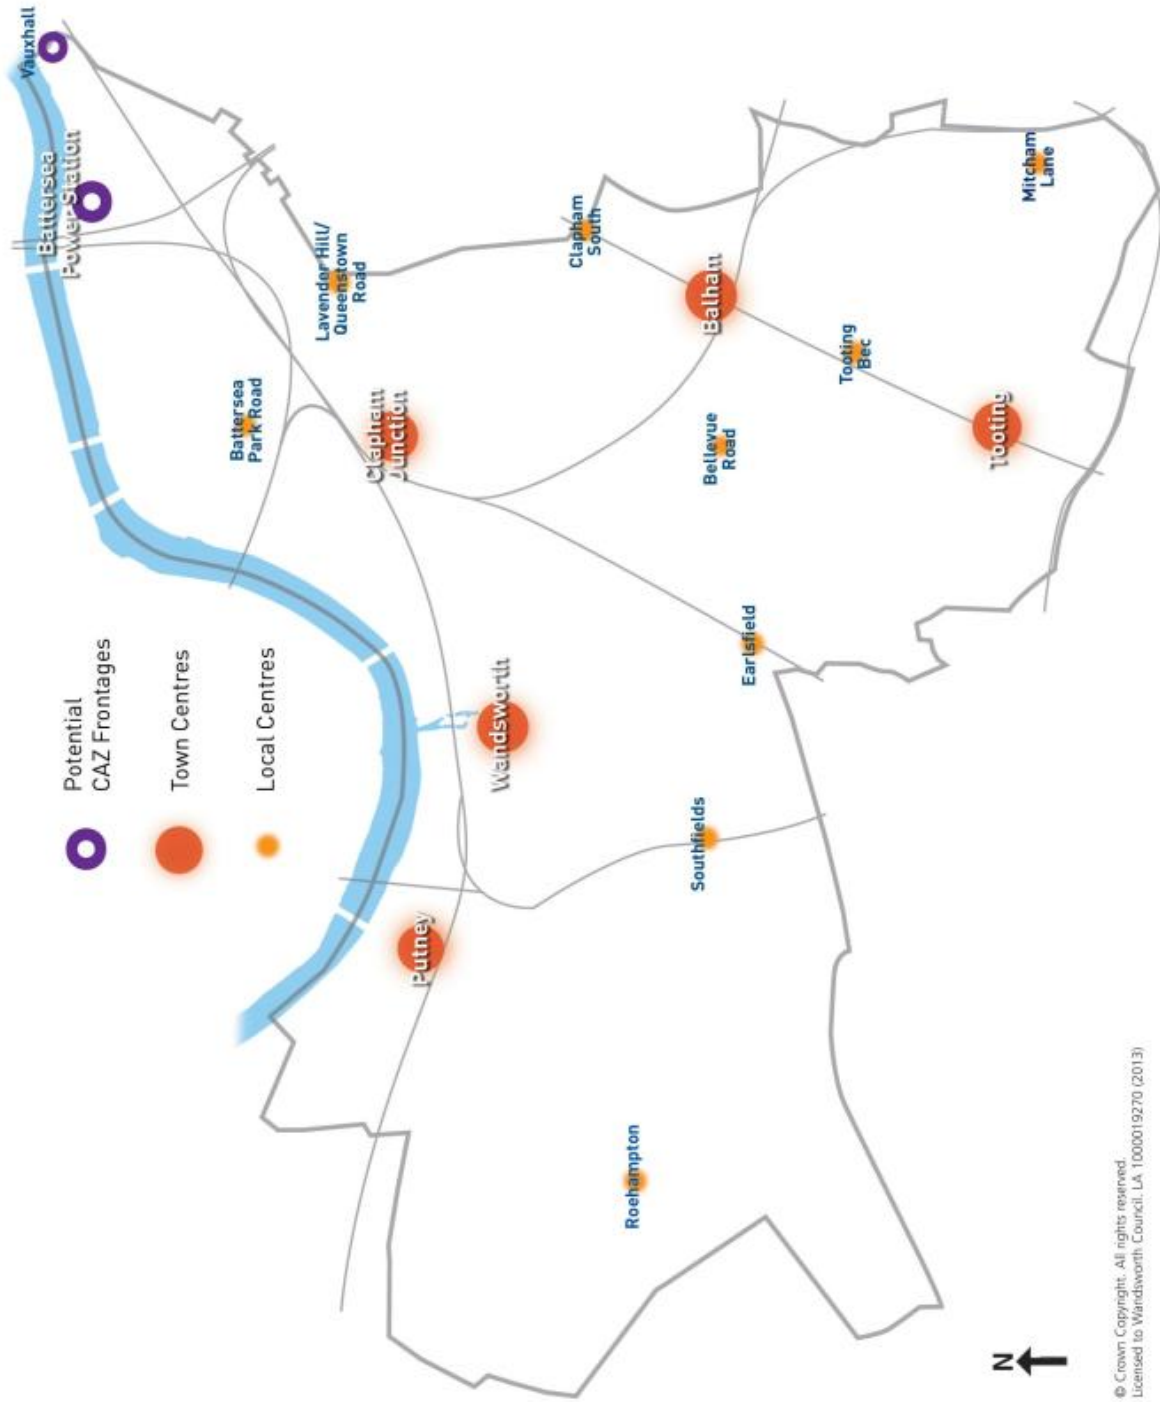 Vauxhall
Battersea
Power Station
Potential
CAZ Frontages
Town Centres
Local Centres
Battersea
Park Road
Lavender Hill/
Queenstown
Road
Clapham
Junction
Putney
Wandsworth
Clapham
South
Roehampton
Southfields
Earlsfield
Bellevue
Road
Balham
Tooting
Bec
Tooting
Mitcham
Lane
N
© Crown Copyright. All rights reserved.
Licensed to Wandsworth Council. LA 1000019270 (2013)